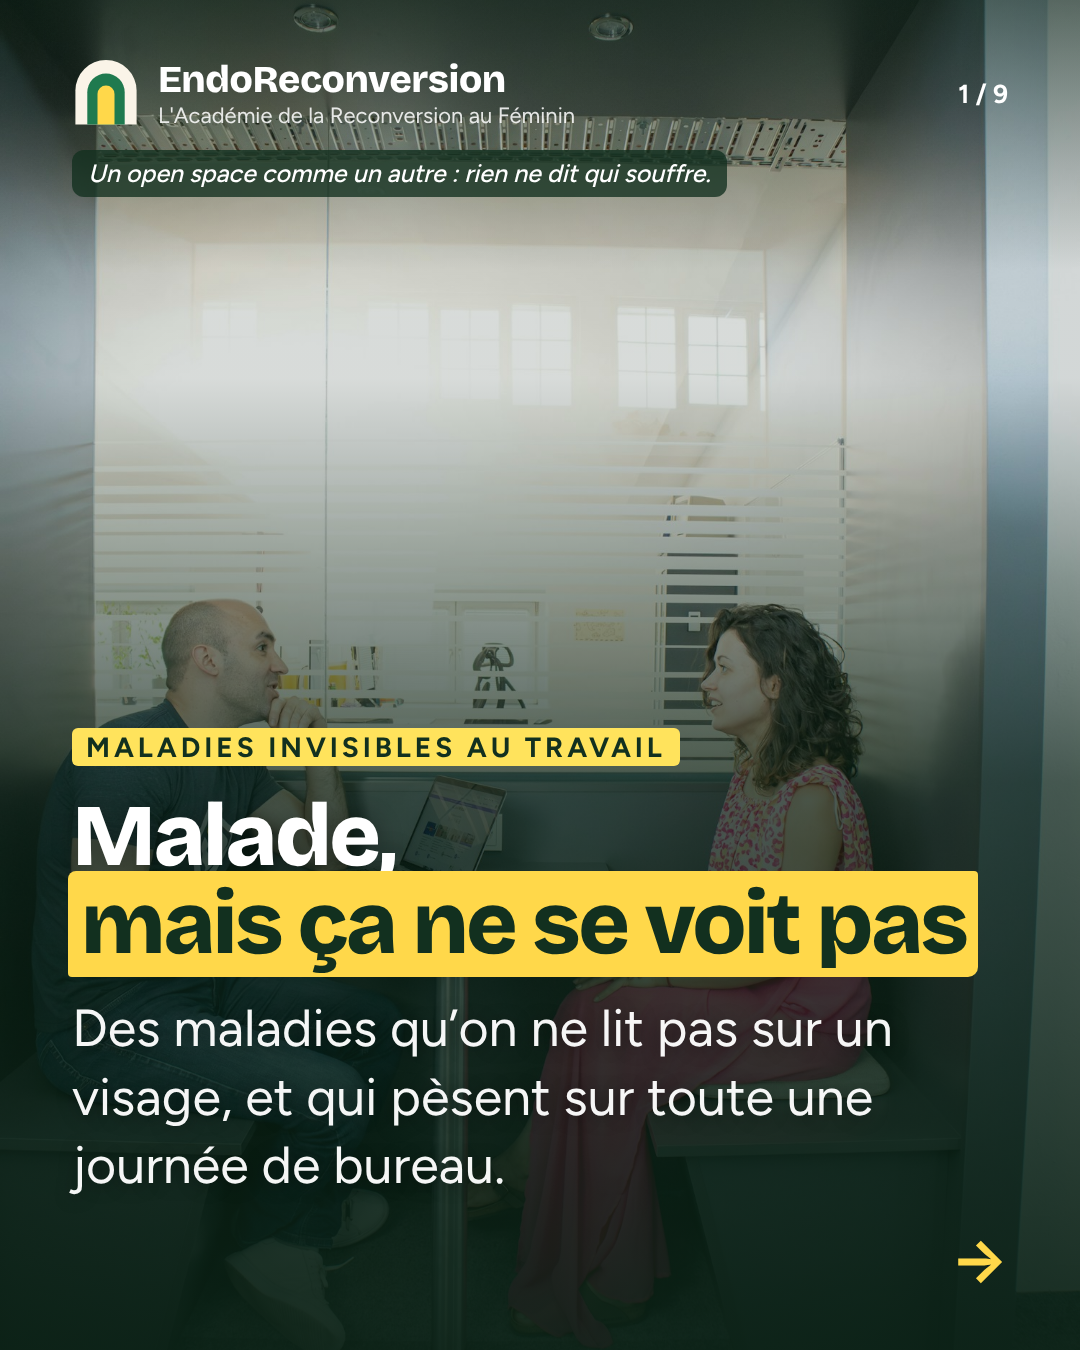 EndoReconversion
L'Académie de la Reconversion au Féminin
1 / 9
Un open space comme un autre : rien ne dit qui souffre.
MALADIES INVISIBLES AU TRAVAIL
Malade,
mais ça ne se voit pas
Des maladies qu’on ne lit pas sur un
visage, et qui pèsent sur toute une
journée de bureau.